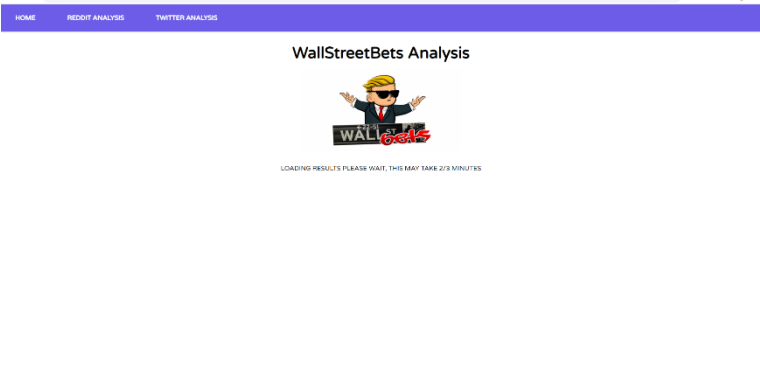 HOME REDDIT ANALYSIS TWITTER ANALYSIS
WallStreetBets Analysis
WALL ST
bets
LOADING RESULTS PLEASE WAIT, THIS MAY TAKE 2/3 MINUTES